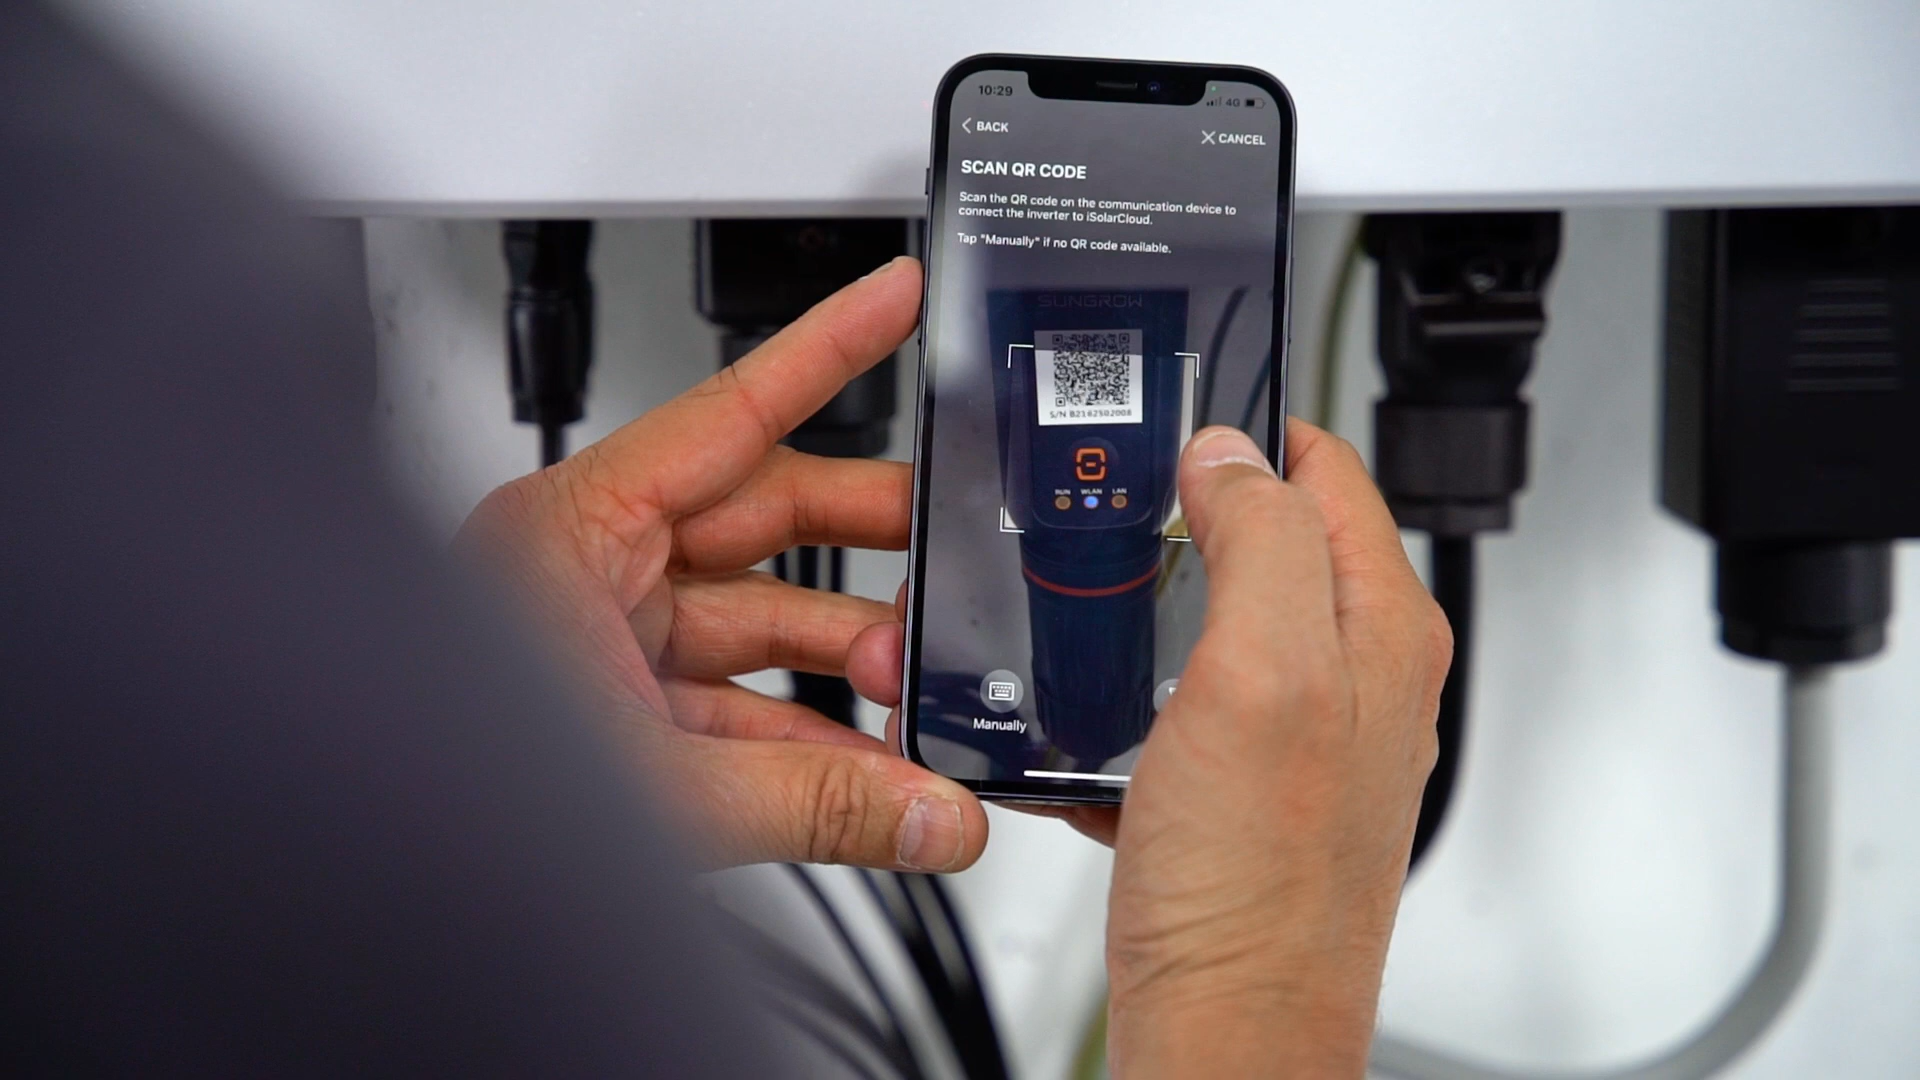 10:29
4G
BACK
CANCEL
SCAN QR CODE
Scan the QR code on the communication device to
connect the inverter to iSolarCloud.
Tap "Manually" if no QR code available.
SUNGROW
S/N B2162502008
RUN WLAN LAN
Manually